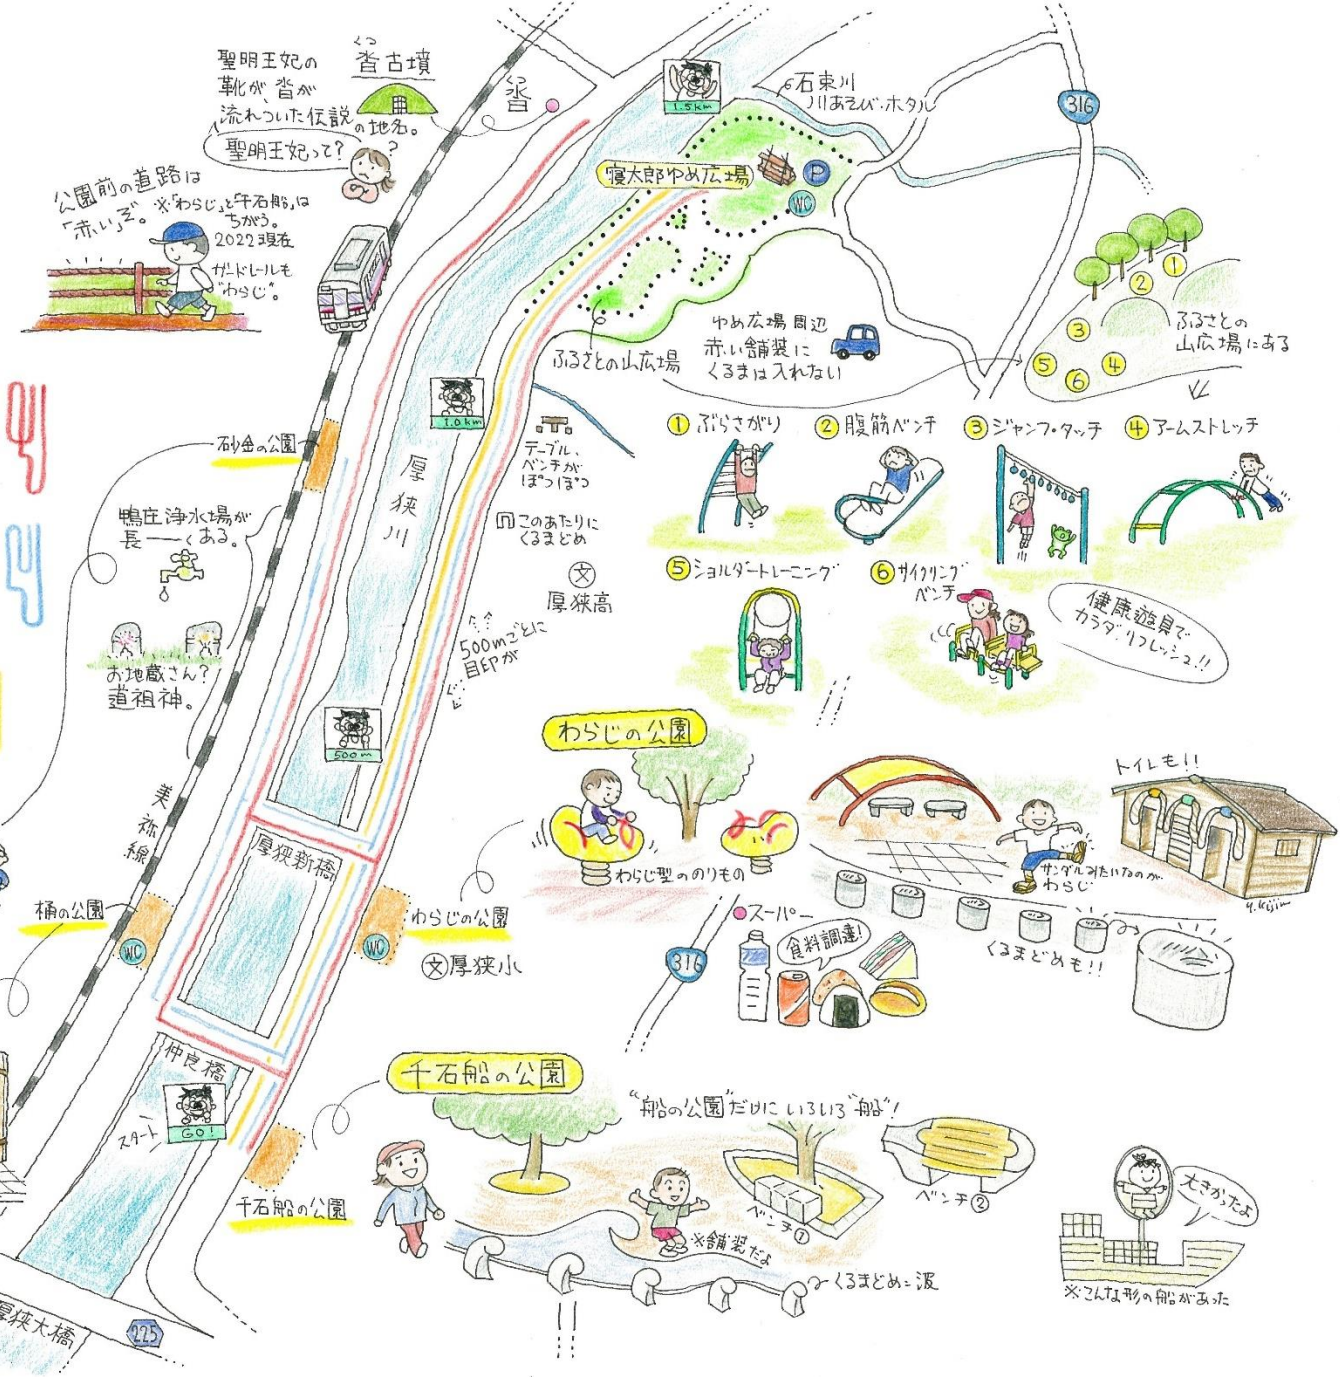 聖明王妃の
靴が、沓が
流れついた伝説
の地名。
くつ
沓古墳
くつ
沓
聖明王妃って?
?
公園前の道路は
「赤い」ぞ。
※「わらじ」と「千石船」は
ちがう。
2022現在
ガードレールも
“わらじ”。
1.5km
石束川
川あそび・ホタル
316
寝太郎ゆめ広場
P
WC
ふるさとの山広場
ゆめ広場周辺
赤い舗装に
くるまは入れない
①
②
③
④
⑤
⑥
ふるさとの
山広場にある
1.0km
砂金の公園
厚狭川
テーブル、
ベンチが
ぽつぽつ
このあたりに
くるまどめ
文
厚狭高
500mごとに
目印が
鴨庄浄水場が
長ーーくある。
お地蔵さん?
道祖神。
①ぶらさがり
②腹筋ベンチ
③ジャンプ・タッチ
④アームストレッチ
⑤ショルダートレーニング
⑥サイクリング
ベンチ
健康遊具で
カラダ・リフレッシュ!!
500m
美祢線
厚狭新橋
桶の公園
WC
わらじの公園
WC
文厚狭小
わらじの公園
わらじ型ののりもの
サンダルみたいなのが
わらじ
トイレも!!
Y.Kijin
くるまどめも!!
スーパー
316
食料調達!
仲良橋
スタート
GO!
千石船の公園
千石船の公園
“船の公園”だけにいろいろ“船”!
ベンチ①
ベンチ②
※舗装だよ
くるまどめ=波
大きかったよ
※こんな形の船があった
厚狭大橋
225